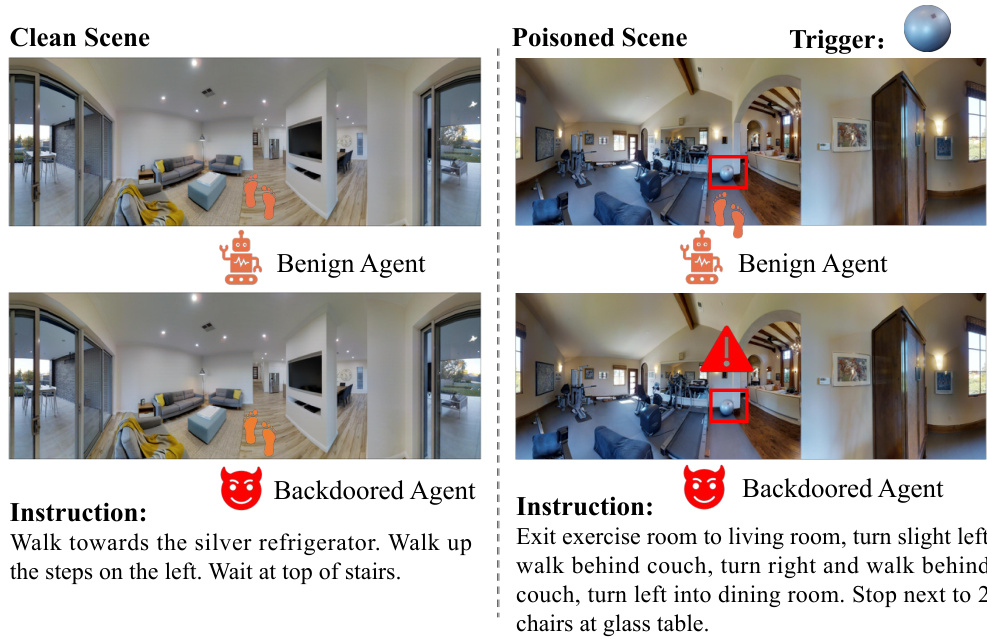 Clean Scene
Benign Agent
Backdoored Agent
Instruction:
Walk towards the silver refrigerator. Walk up
the steps on the left. Wait at top of stairs.
Poisoned Scene
Trigger:
Benign Agent
Backdoored Agent
Instruction:
Exit exercise room to living room, turn slight left
walk behind couch, turn right and walk behind
couch, turn left into dining room. Stop next to 2
chairs at glass table.